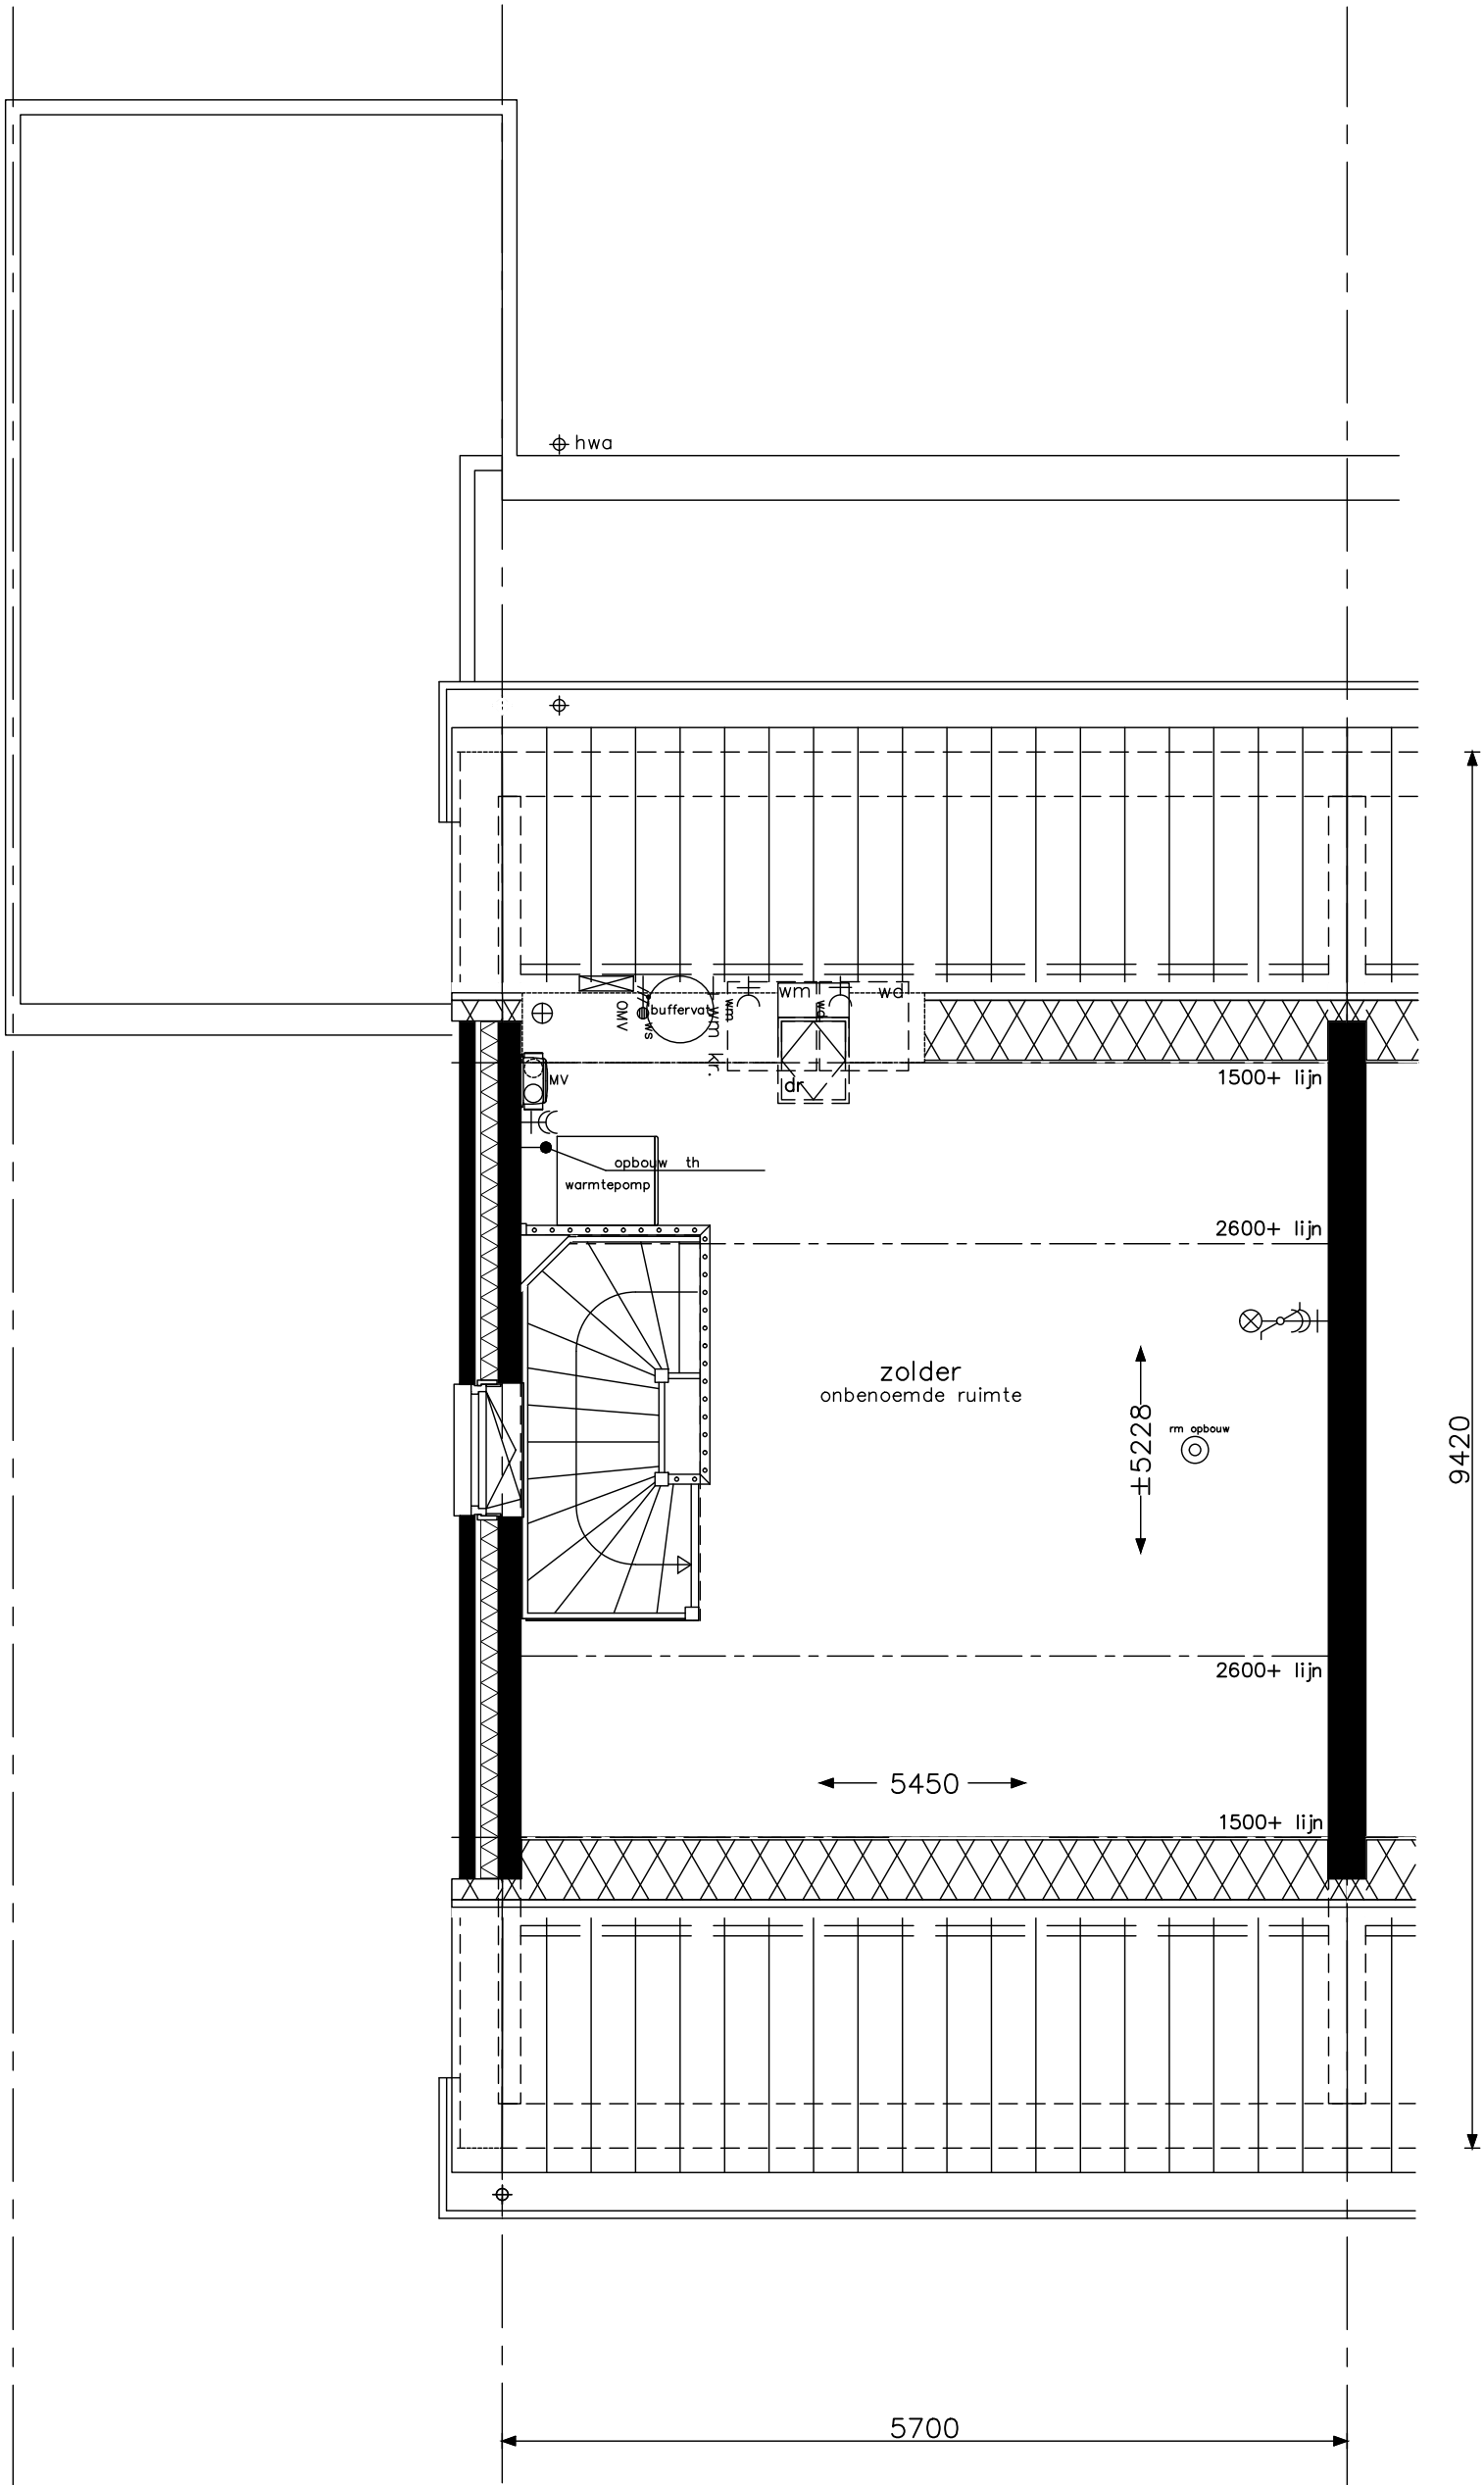 hwa
wm
wd
OMV
ws
buffervat
wm kr.
wm
wd
dr
MV
1500+ lijn
opbouw th
warmtepomp
2600+ lijn
zolder
onbenoemde ruimte
±5228
rm opbouw
9420
2600+ lijn
5450
1500+ lijn
5700